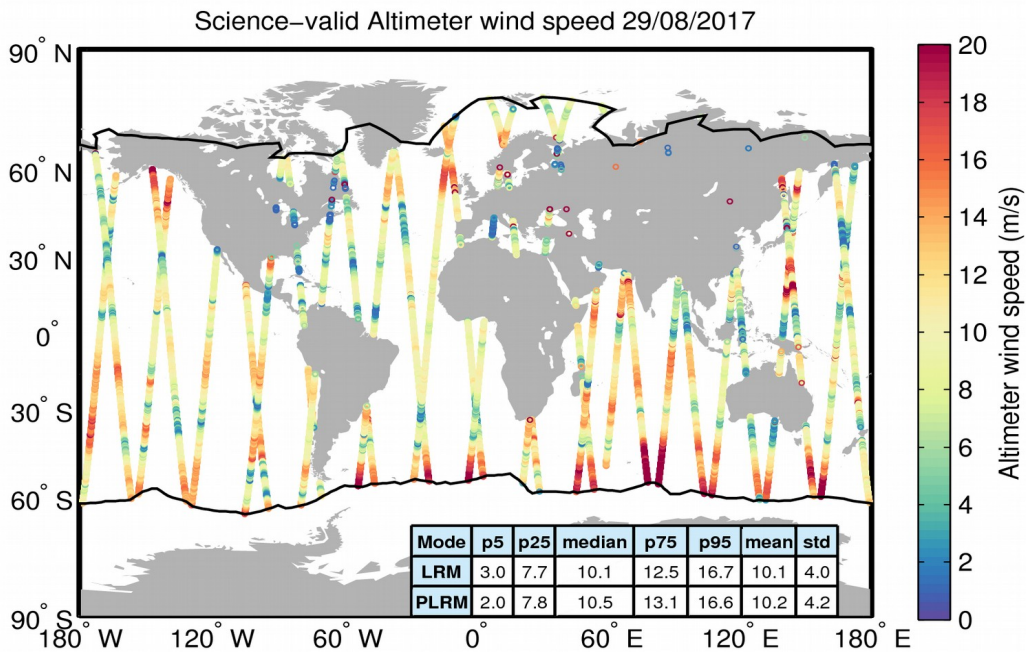 Science-valid Altimeter wind speed 29/08/2017
90° N
60° N
30° N
0°
30° S
60° S
90° S
180° W
120° W
60° W
0°
60° E
120° E
180° E
Mode p5 p25 median p75 p95 mean std
LRM 3.0 7.7 10.1 12.5 16.7 10.1 4.0
PLRM 2.0 7.8 10.5 13.1 16.6 10.2 4.2
20
18
16
14
12
10
8
6
4
2
0
Altimeter wind speed (m/s)